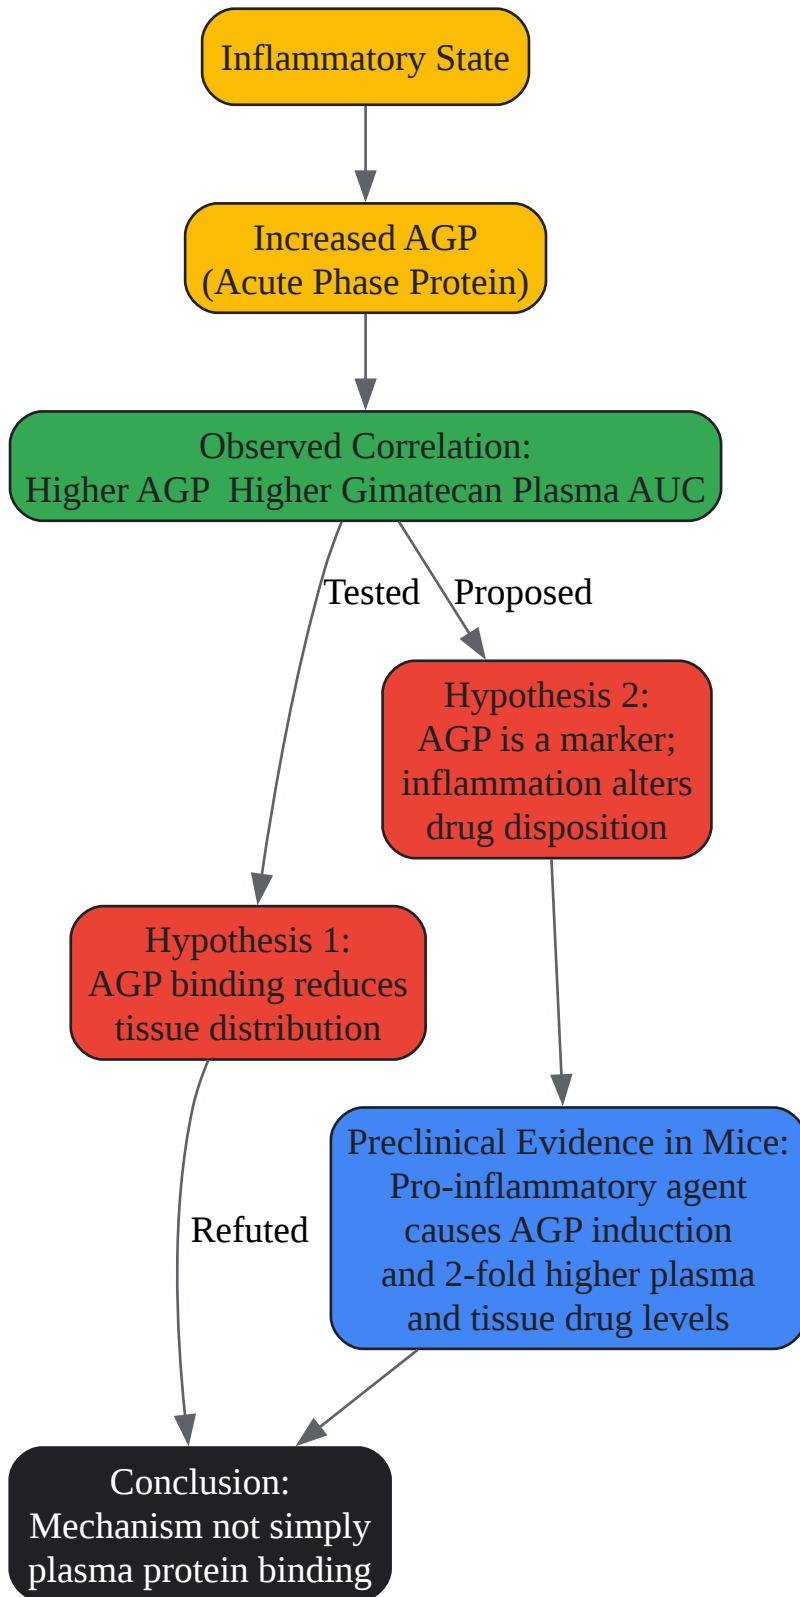 Inflammatory State
Increased AGP
(Acute Phase Protein)
Observed Correlation:
Higher AGP  Higher Gimatecan Plasma AUC
Tested
Proposed
Hypothesis 2:
AGP is a marker;
inflammation alters
drug disposition
Hypothesis 1:
AGP binding reduces
tissue distribution
Preclinical Evidence in Mice:
Pro-inflammatory agent
causes AGP induction
and 2-fold higher plasma
and tissue drug levels
Refuted
Conclusion:
Mechanism not simply
plasma protein binding